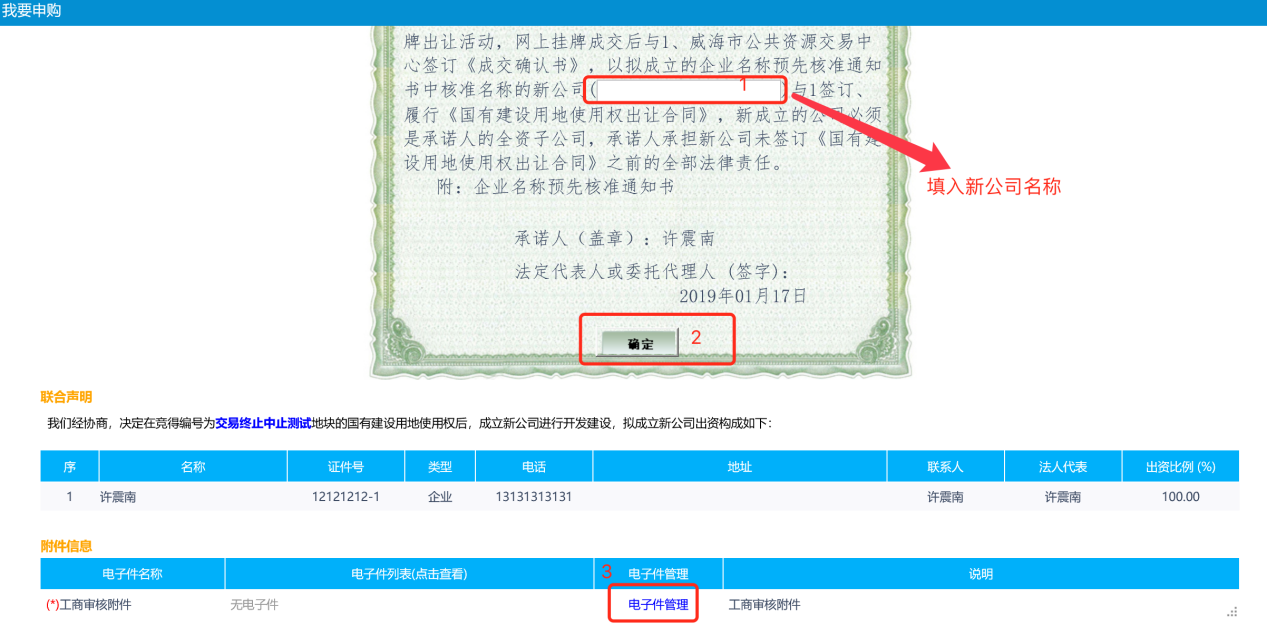 我要申购
牌出让活动，网上挂牌成交后与1、威海市公共资源交易中
心签订《成交确认书》，以拟成立的企业名称预先核准通知
书中核准名称的新公司( 1 )与1签订、
履行《国有建设用地使用权出让合同》，新成立的公司必须
是承诺人的全资子公司，承诺人承担新公司未签订《国有建
设用地使用权出让合同》之前的全部法律责任。
填入新公司名称
附：企业名称预先核准通知书
承诺人（盖章）：许震南
法定代表人或委托代理人（签字）：
2019年01月17日
确定 2
联合声明
我们经协商，决定在竞得编号为交易终止中止测试地块的国有建设用地使用权后，成立新公司进行开发建设，拟成立新公司出资构成如下：
序 名称 证件号 类型 电话 地址 联系人 法人代表 出资比例 (%)
1 许震南 12121212-1 企业 13131313131 许震南 许震南 100.00
附件信息
电子件名称 电子件列表(点击查看) 3 电子件管理 说明
(*)工商审核附件 无电子件 电子件管理 工商审核附件